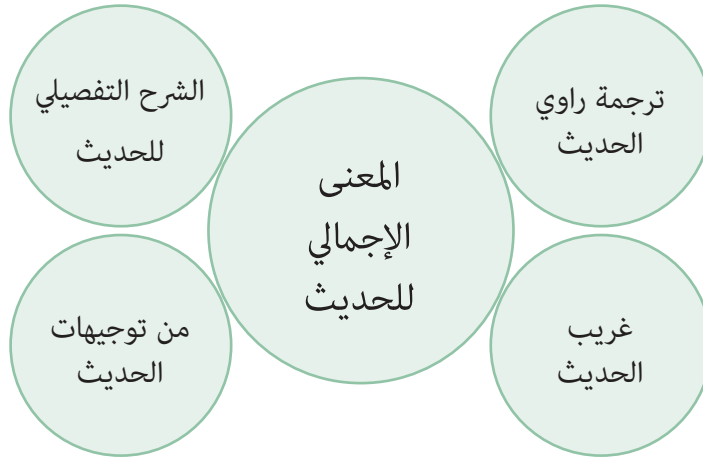 ترجمة راوي
الحديث
غريب
الحديث
المعنى
الإجمالي
للحديث
الشرح التفصيلي
للحديث
من توجيهات
الحديث